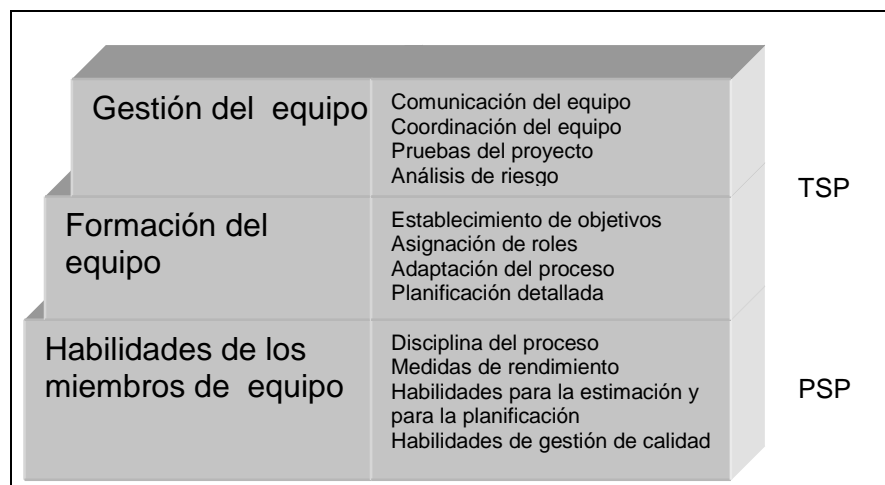 Gestión del equipo
Comunicación del equipo
Coordinación del equipo
Pruebas del proyecto
Análisis de riesgo
TSP
Formación del
equipo
Establecimiento de objetivos
Asignación de roles
Adaptación del proceso
Planificación detallada
Habilidades de los
miembros de equipo
Disciplina del proceso
Medidas de rendimiento
Habilidades para la estimación y
para la planificación
Habilidades de gestión de calidad
PSP